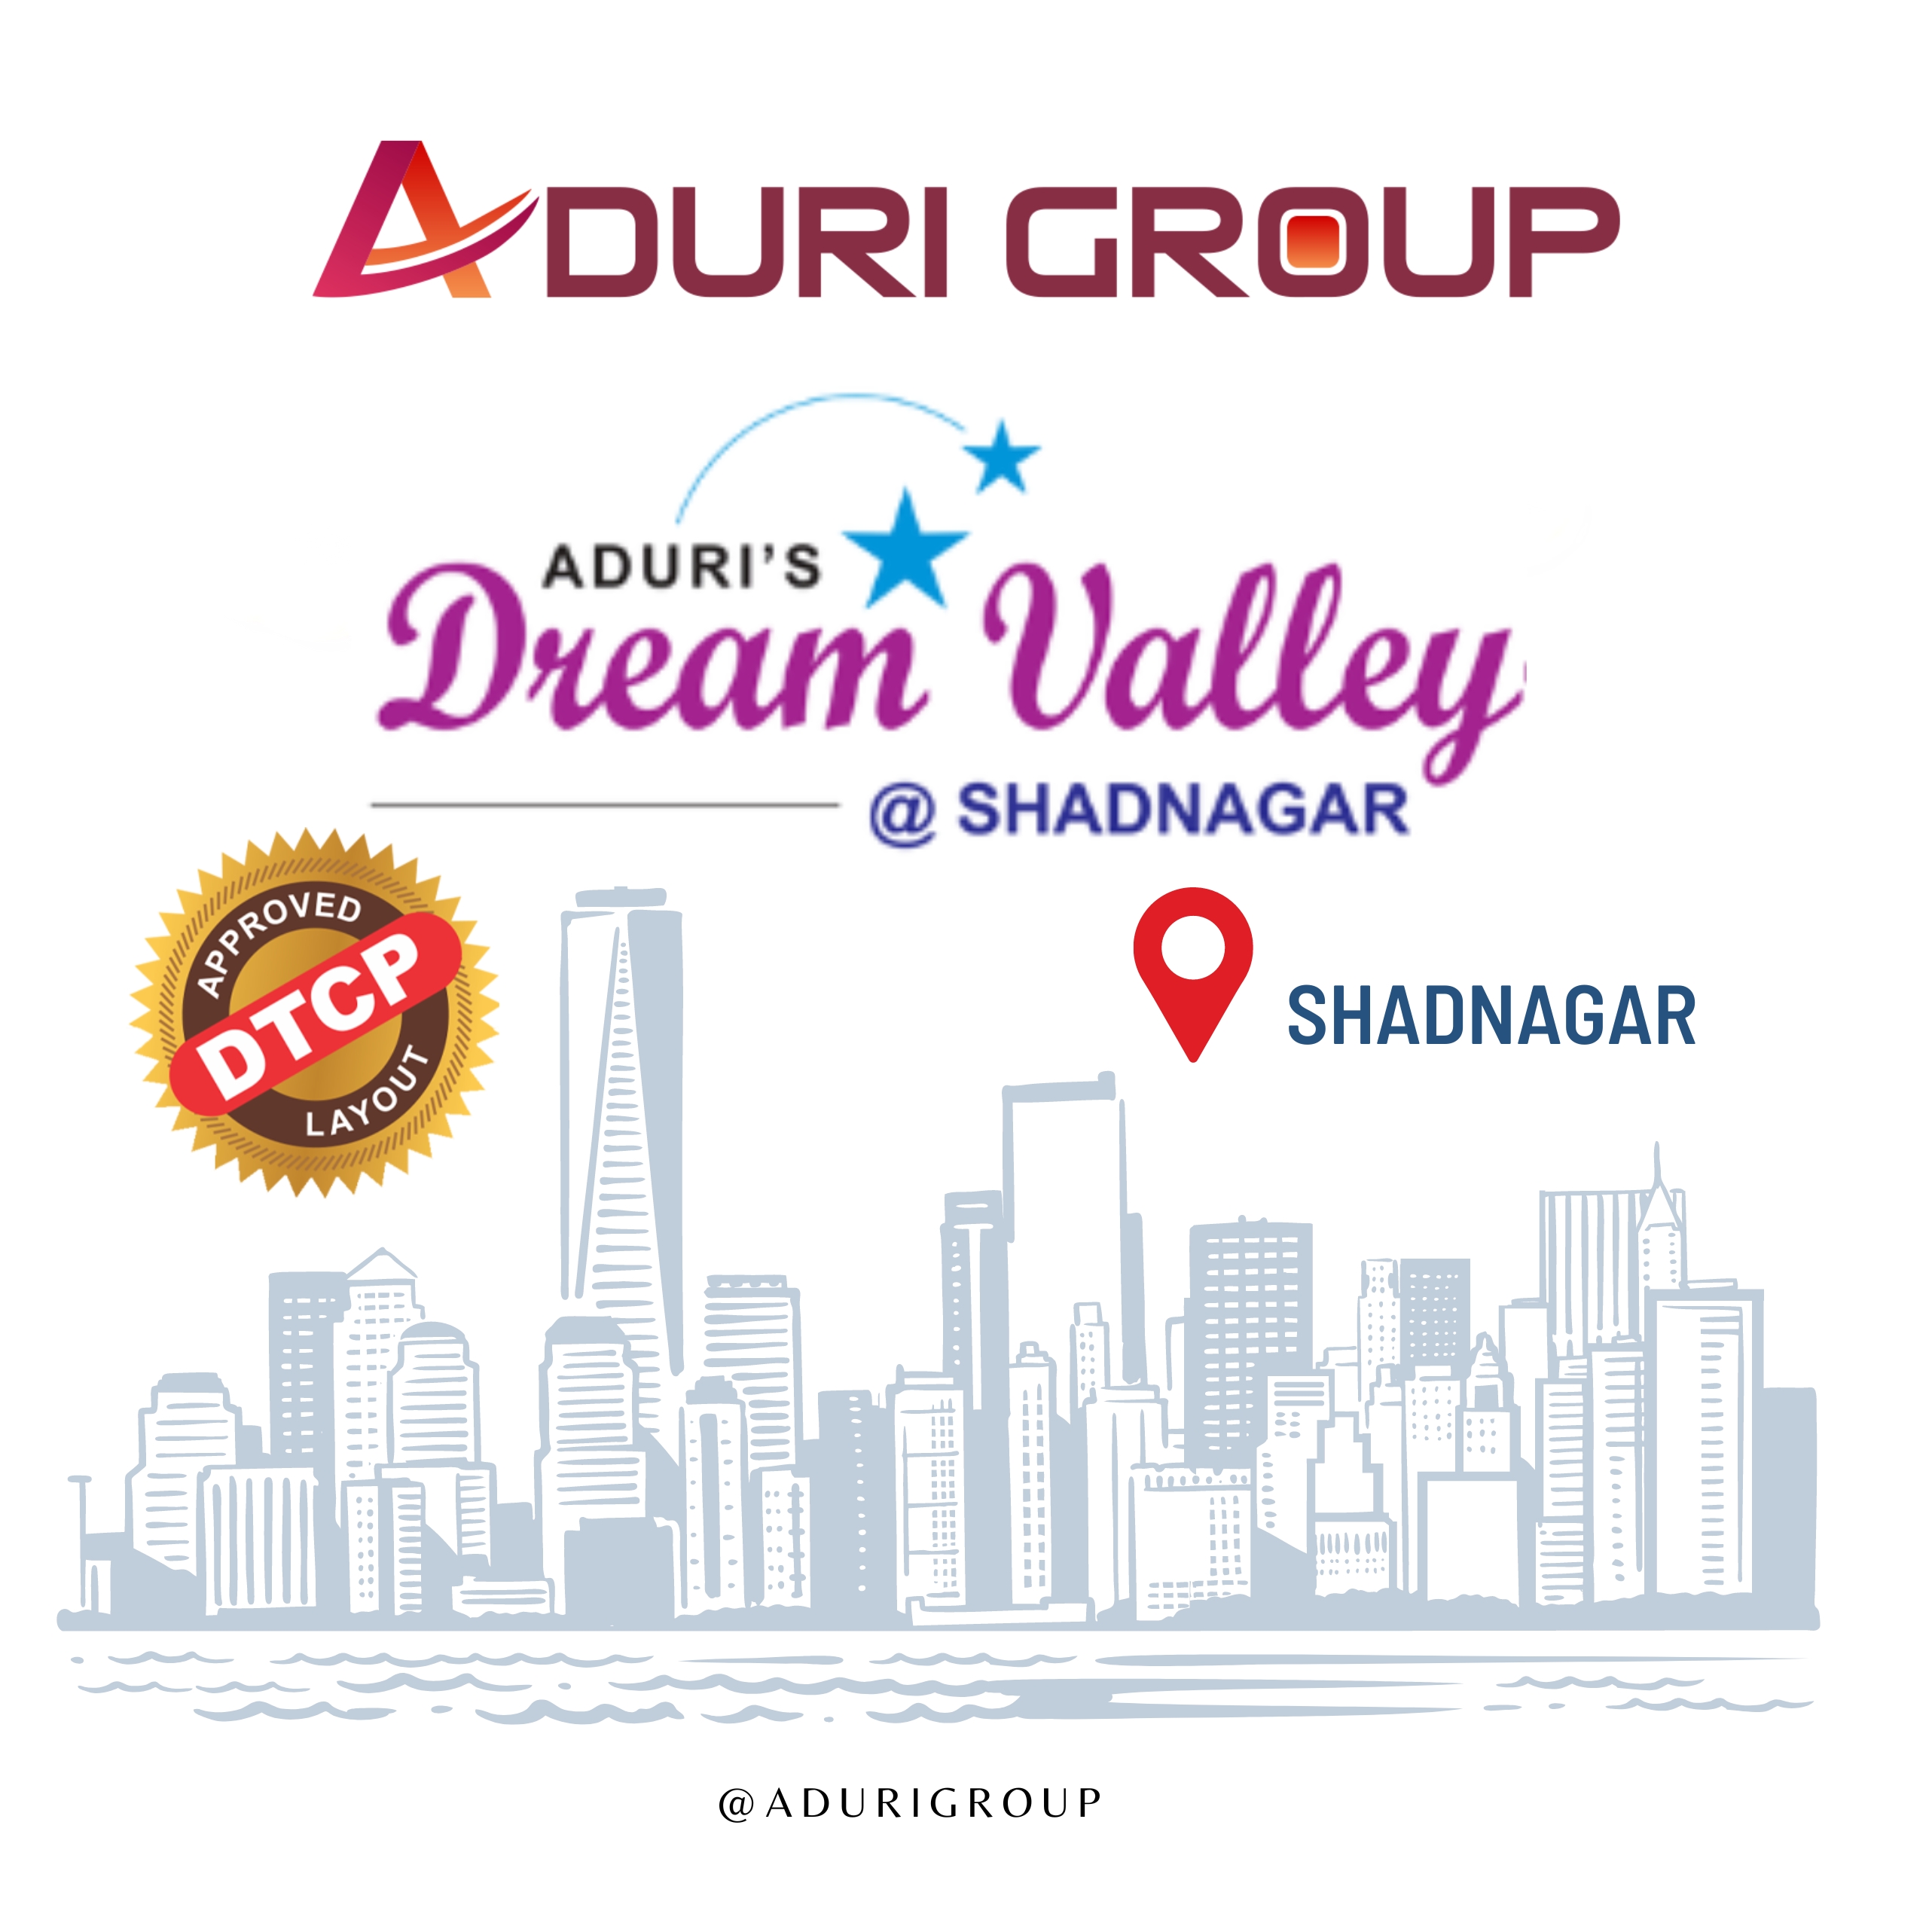 ADURI GROUP
ADURI'S
Dream Valley
@ SHADNAGAR
APPROVED
DTCP
LAYOUT
SHADNAGAR
@ADURIGROUP